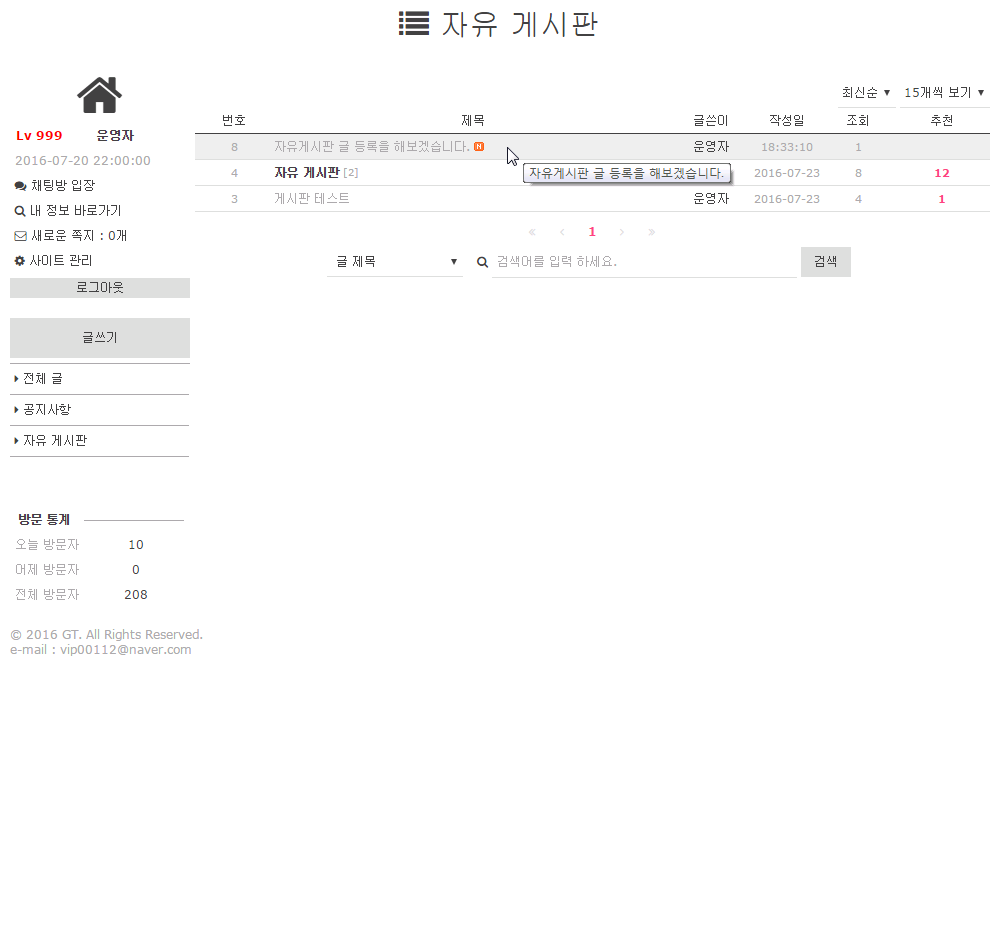 자유 게시판
최신순 ▼ 15개씩 보기 ▼
Lv 999 운영자
2016-07-20 22:00:00
채팅방 입장
내 정보 바로가기
새로운 쪽지 : 0개
사이트 관리
로그아웃
글쓰기
전체 글
공지사항
자유 게시판
방문 통계
오늘 방문자 10
어제 방문자 0
전체 방문자 208
© 2016 GT. All Rights Reserved.
e-mail : vip00112@naver.com
번호 제목 글쓴이 작성일 조회 추천
8 자유게시판 글 등록을 해보겠습니다. N 운영자 18:33:10 1
자유게시판 글 등록을 해보겠습니다.
4 자유 게시판 [2] 2016-07-23 8 12
3 게시판 테스트 운영자 2016-07-23 4 1
« ‹ 1 › »
글 제목 ▼ 검색어를 입력 하세요. 검색